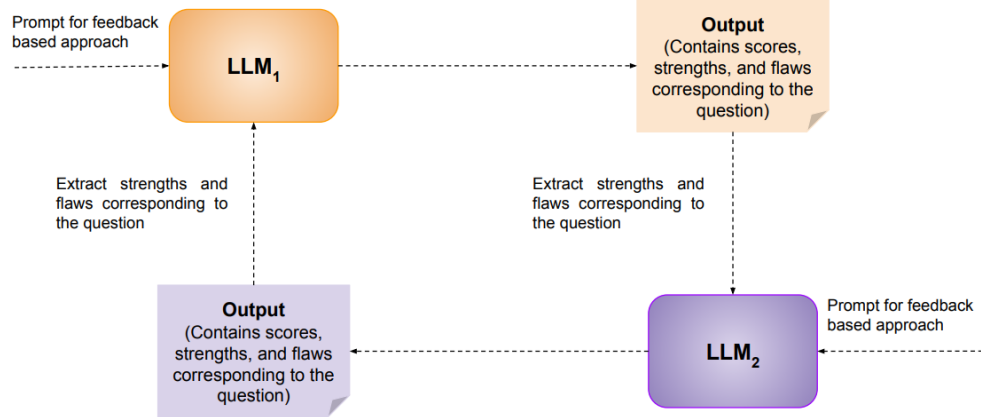 Prompt for feedback
based approach
LLM1
Output
(Contains scores,
strengths, and flaws
corresponding to the
question)
Extract strengths and
flaws corresponding to
the question
Extract strengths and
flaws corresponding to
the question
Output
(Contains scores,
strengths, and flaws
corresponding to the
question)
LLM2
Prompt for feedback
based approach